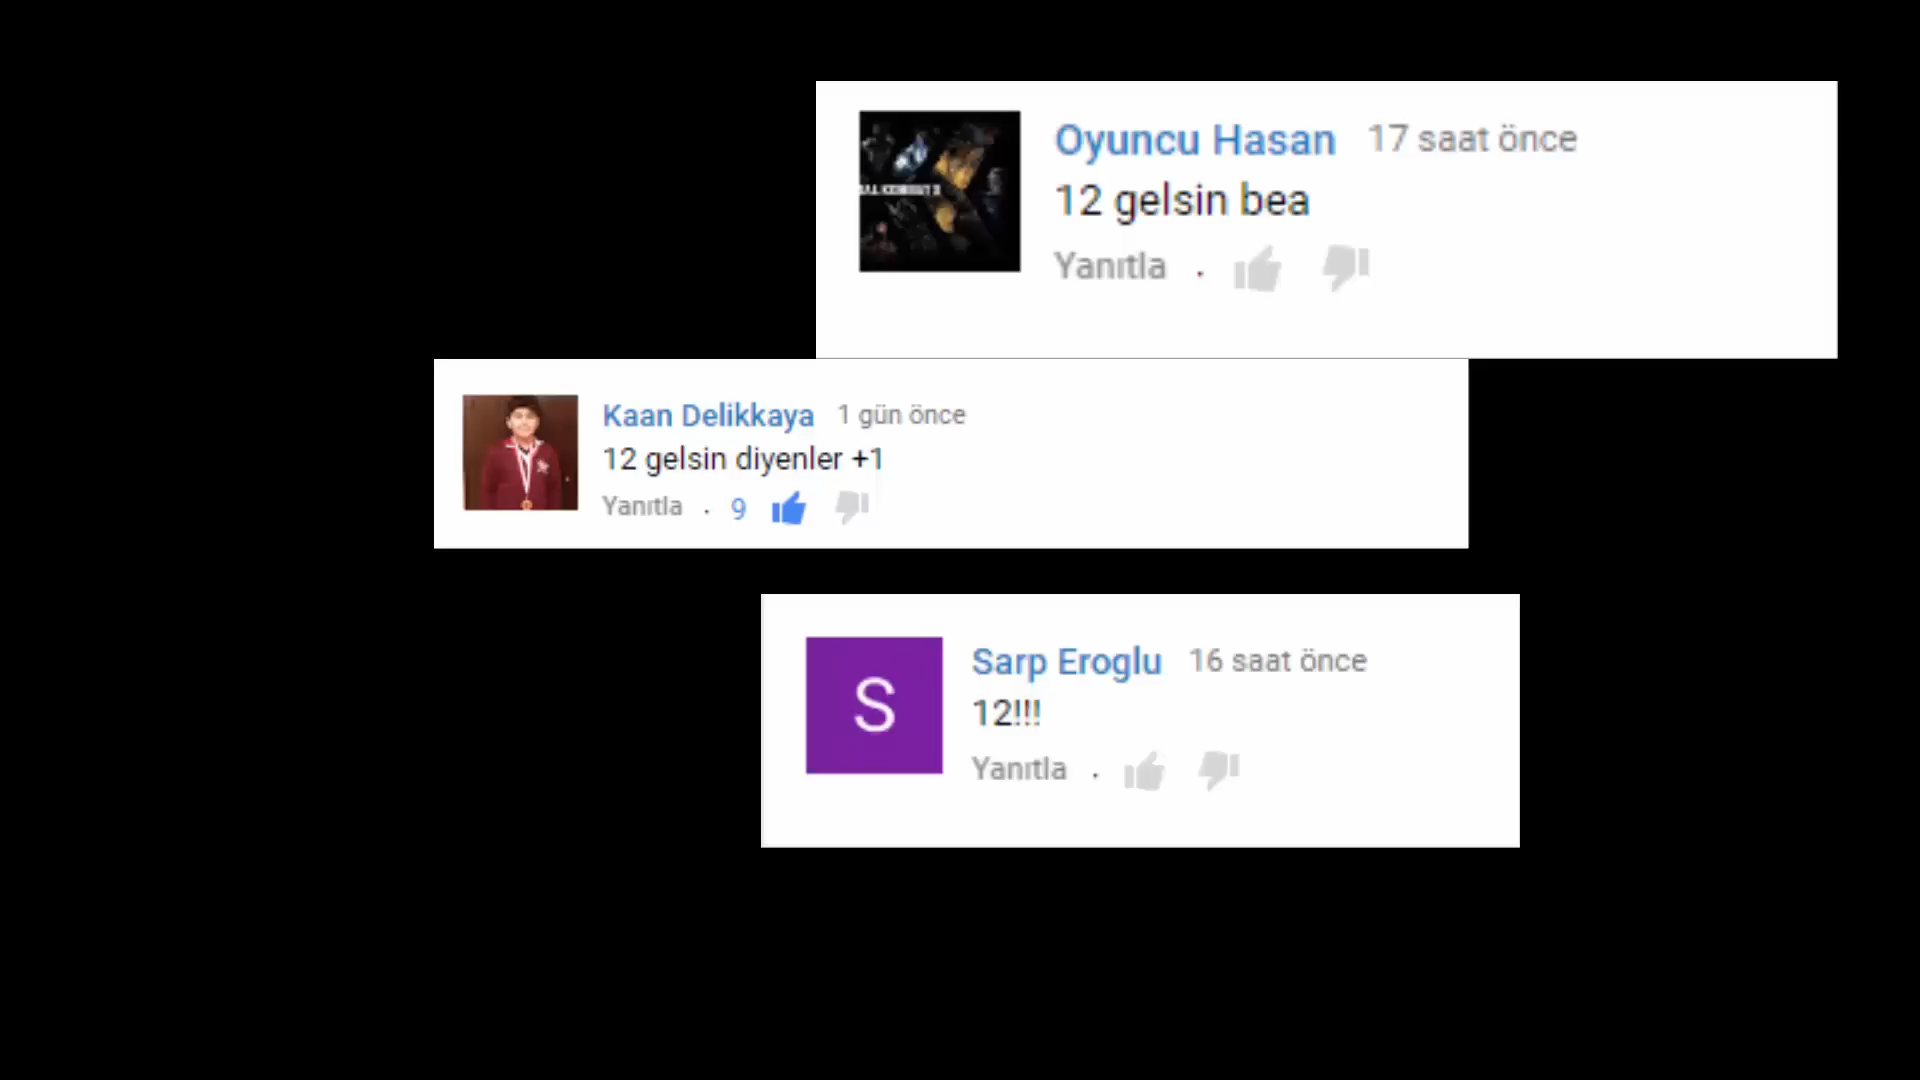 Oyuncu Hasan 17 saat önce
12 gelsin bea
Yanıtla .
Kaan Delikkaya 1 gün önce
12 gelsin diyenler +1
Yanıtla . 9
S
Sarp Eroglu 16 saat önce
12!!!
Yanıtla .